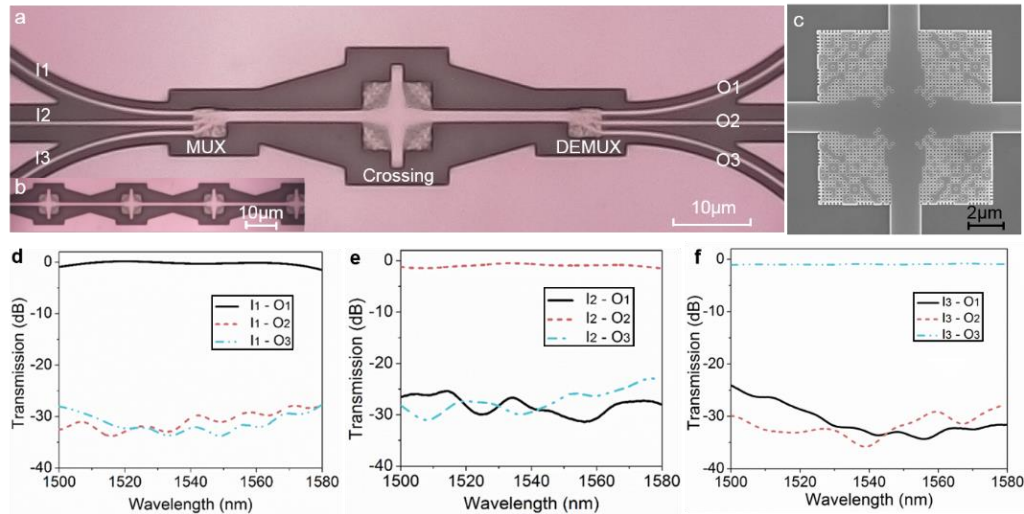 a
I1
I2
I3
MUX
Crossing
DEMUX
O1
O2
O3
10μm
b
10μm
c
2μm
d
Transmission (dB)
0
-10
-20
-30
-40
I1 - O1
I1 - O2
I1 - O3
1500
1520
1540
1560
1580
Wavelength (nm)
e
Transmission (dB)
0
-10
-20
-30
-40
I2 - O1
I2 - O2
I2 - O3
1500
1520
1540
1560
1580
Wavelength (nm)
f
Transmission (dB)
0
-10
-20
-30
-40
I3 - O1
I3 - O2
I3 - O3
1500
1520
1540
1560
1580
Wavelength (nm)